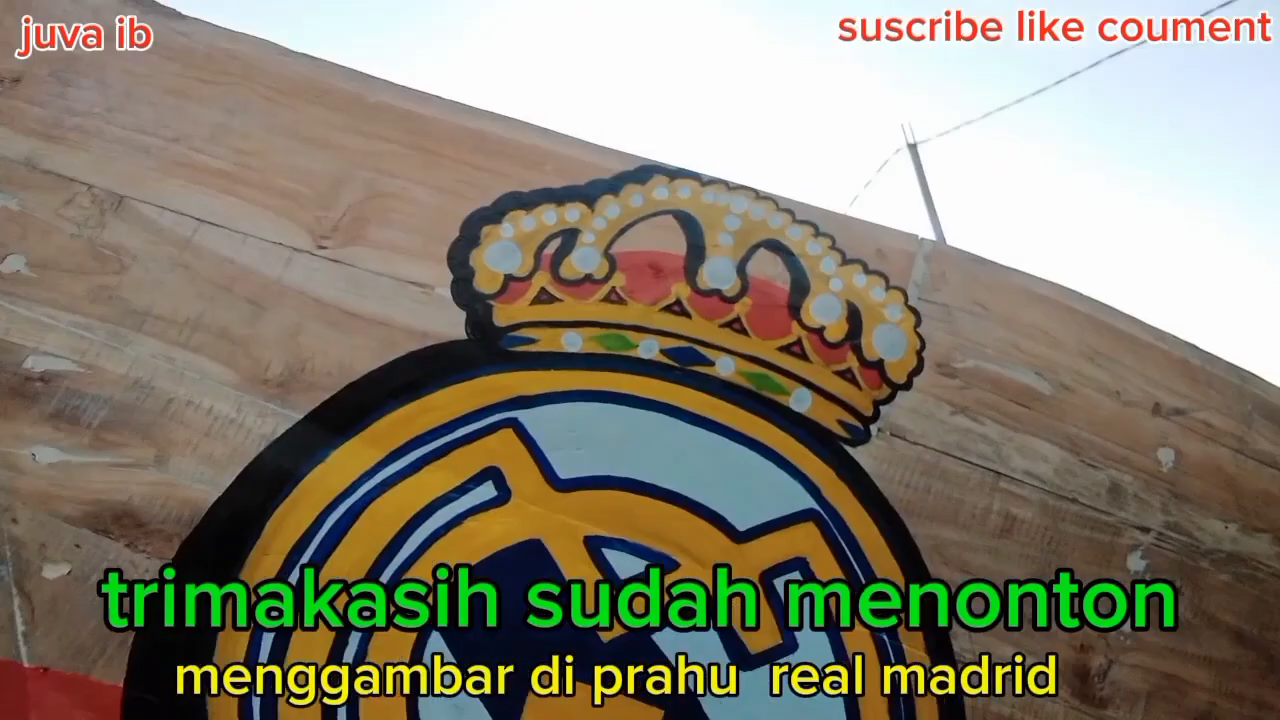 juva ib
suscribe like coument
trimakasih sudah menonton
menggambar di prahu real madrid